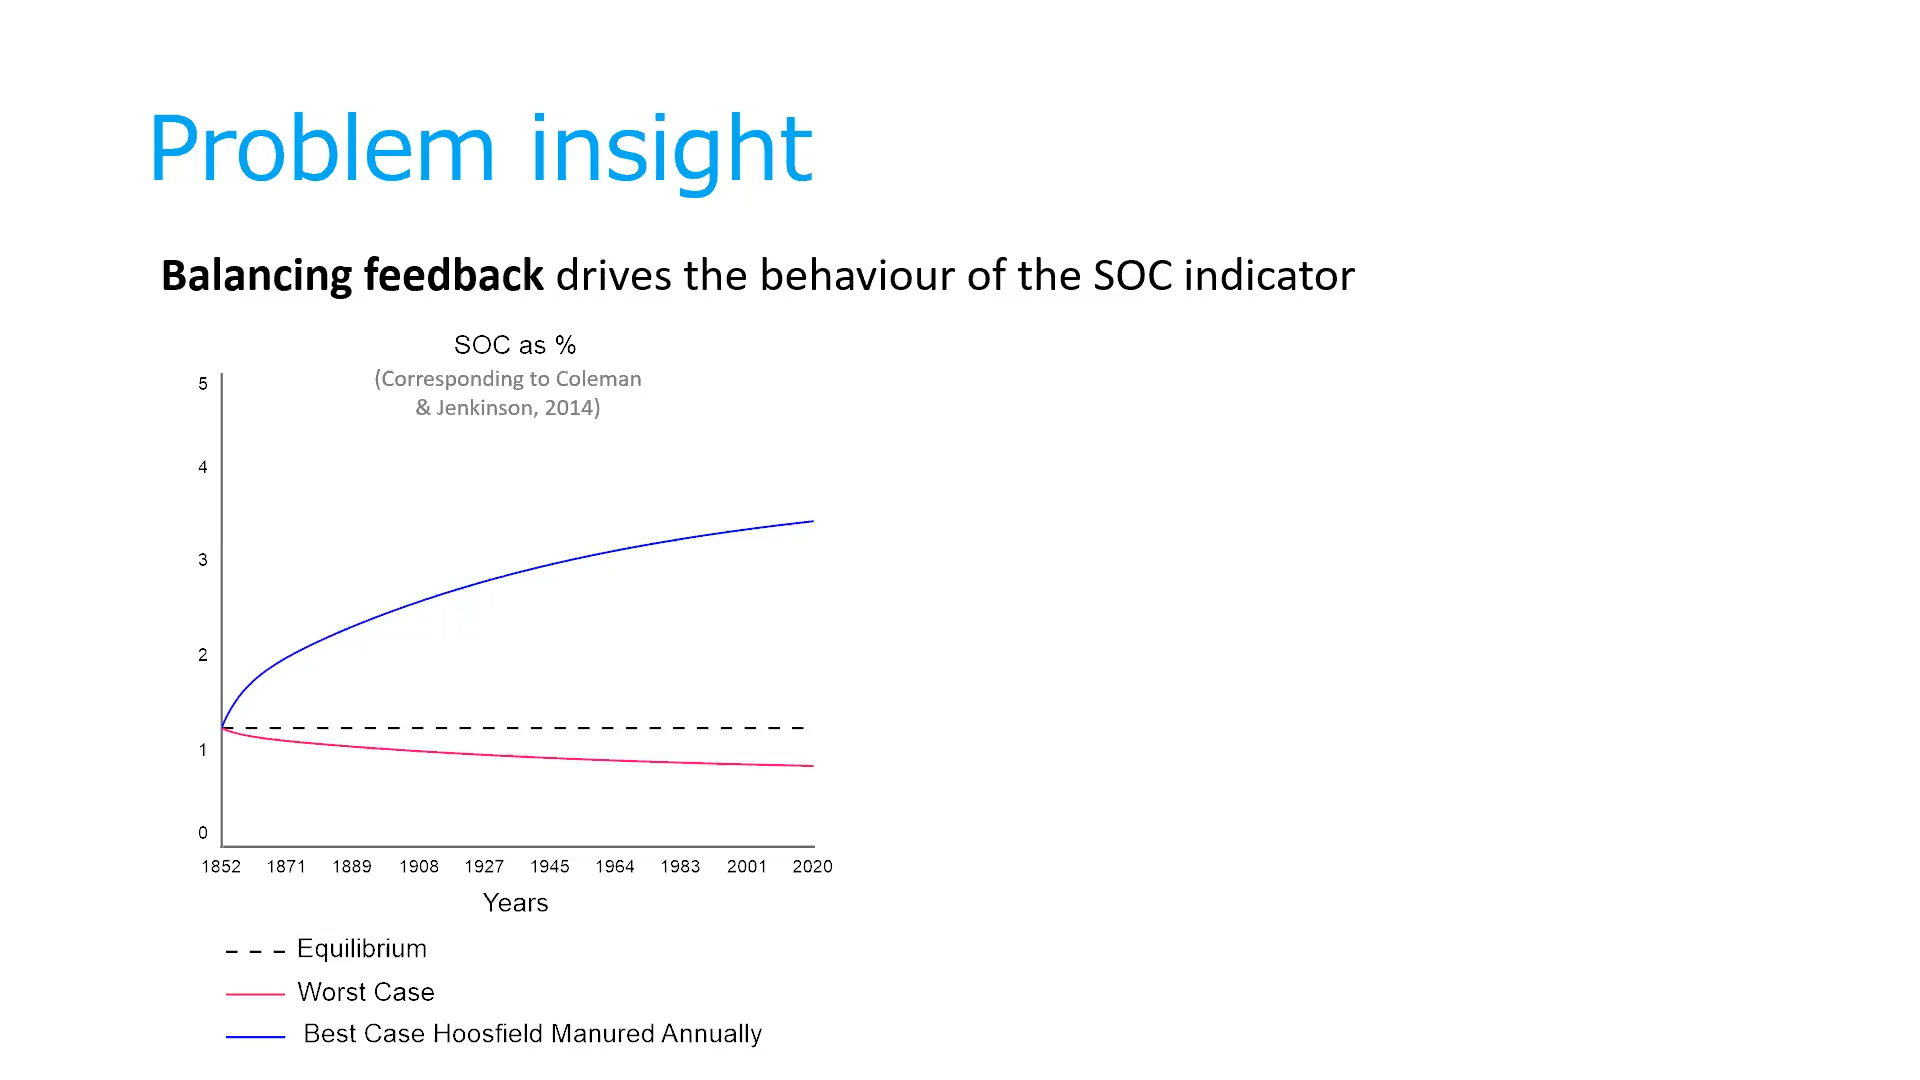 Problem insight
Balancing feedback drives the behaviour of the SOC indicator
SOC as %
(Corresponding to Coleman
& Jenkinson, 2014)
5
4
3
2
1
0
1852 1871 1889 1908 1927 1945 1964 1983 2001 2020
Years
Equilibrium
Worst Case
Best Case Hoosfield Manured Annually